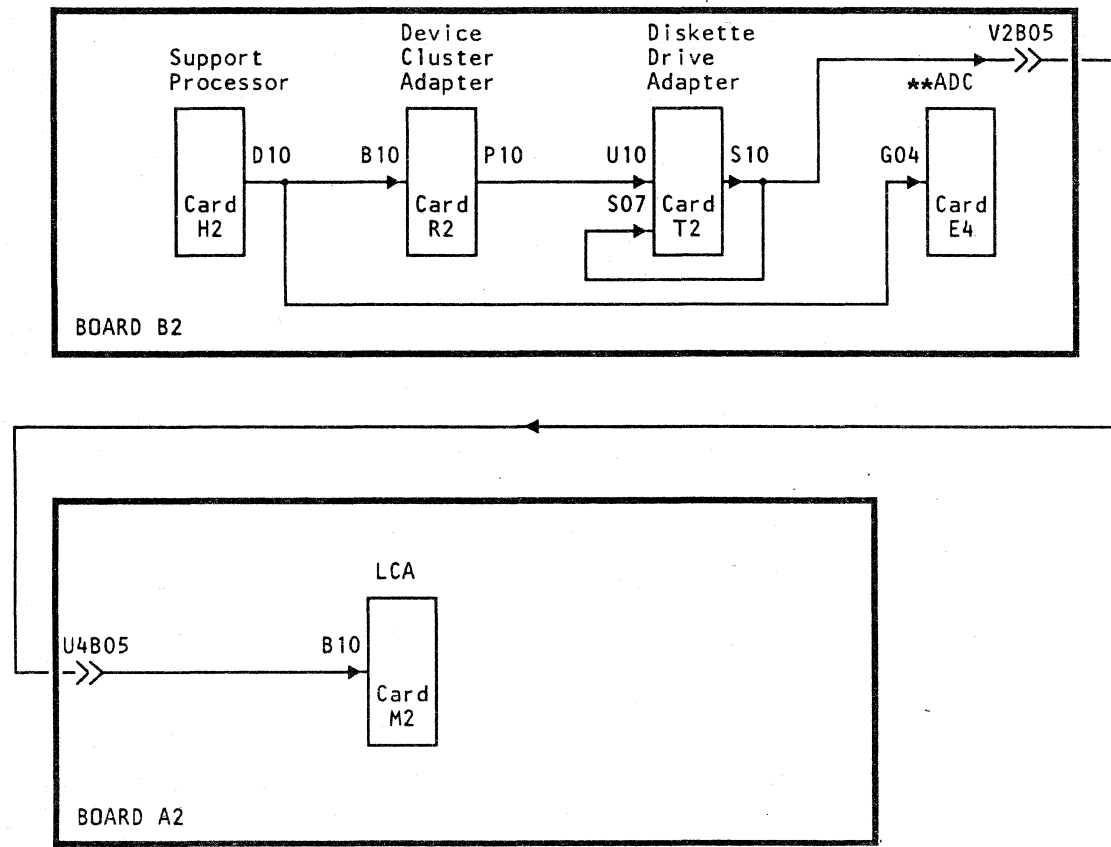 V2B05
Device
Cluster
Adapter
Diskette
Drive
Adapter
Support
Processor
**ADC
D10
B10
P10
U10
S10
G04
S07
Card
H2
Card
R2
Card
T2
Card
E4
BOARD B2
LCA
U4B05
B10
Card
M2
BOARD A2